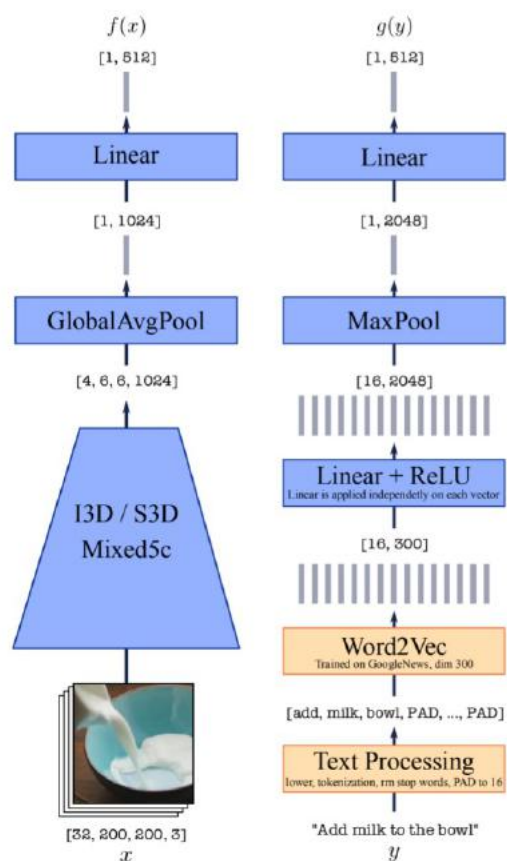 f(x)
[1, 512]
Linear
[1, 1024]
GlobalAvgPool
[4, 6, 6, 1024]
I3D / S3D
Mixed5c
[32, 200, 200, 3]
x
g(y)
[1, 512]
Linear
[1, 2048]
MaxPool
[16, 2048]
Linear + ReLU
Linear is applied independetly on each vector
[16, 300]
Word2Vec
Trained on GoogleNews, dim 300
[add, milk, bowl, PAD, ..., PAD]
Text Processing
lower, tokenization, rm stop words, PAD to 16
"Add milk to the bowl"
y